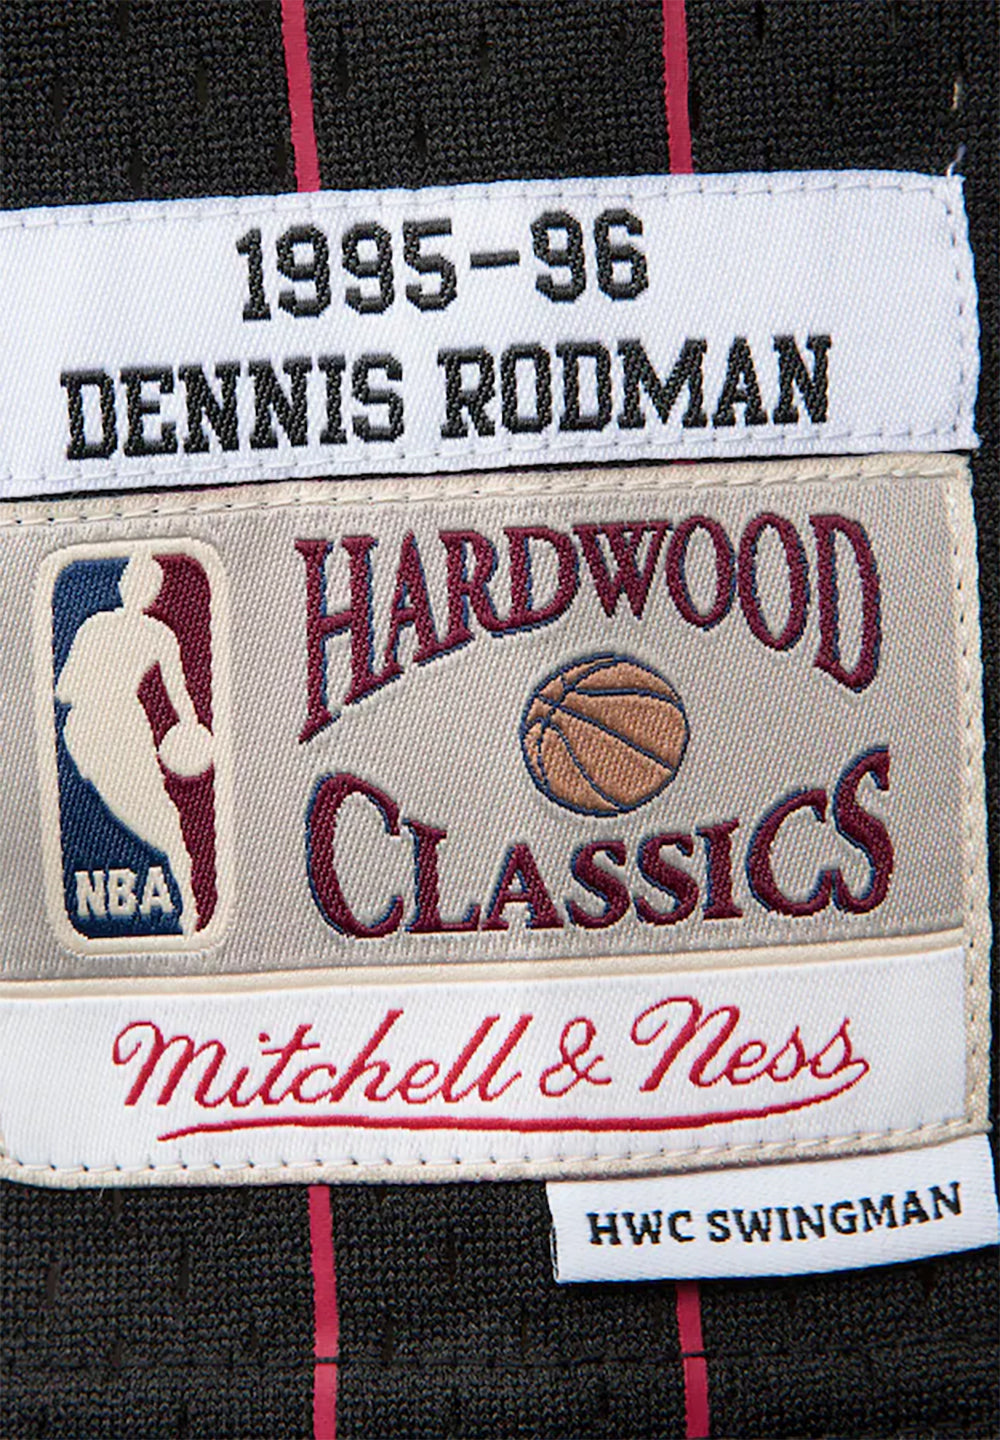 1995-96
DENNIS RODMAN
HARDWOOD
CLASSICS
NBA
Mitchell & Ness
HWC SWINGMAN